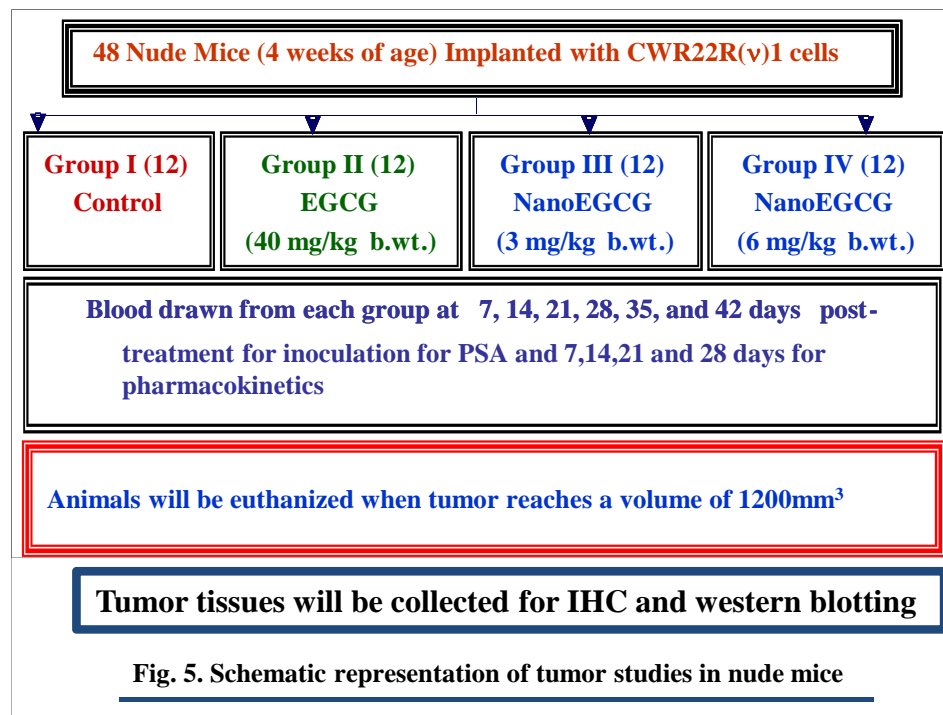 48 Nude Mice (4 weeks of age) Implanted with CWR22R(ν)1 cells
Group I (12)
Control
Group II (12)
EGCG
(40 mg/kg b.wt.)
Group III (12)
NanoEGCG
(3 mg/kg b.wt.)
Group IV (12)
NanoEGCG
(6 mg/kg b.wt.)
Blood drawn from each group at 7, 14, 21, 28, 35, and 42 days post-
treatment for inoculation for PSA and 7,14,21 and 28 days for
pharmacokinetics
Animals will be euthanized when tumor reaches a volume of 1200mm³
Tumor tissues will be collected for IHC and western blotting
Fig. 5. Schematic representation of tumor studies in nude mice